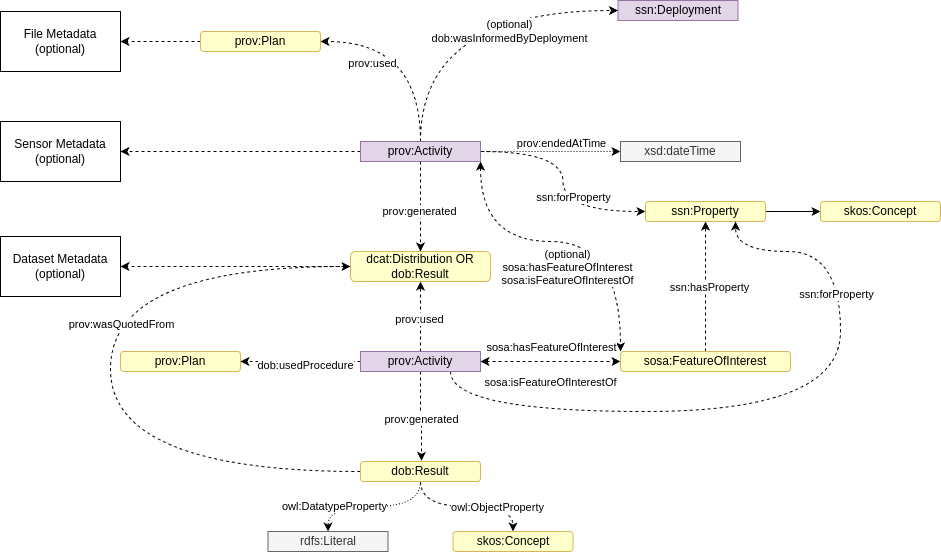 ssn:Deployment
(optional)
dob:wasInformedByDeployment
File Metadata
(optional)
prov:Plan
prov:used
Sensor Metadata
(optional)
prov:Activity
prov:endedAtTime
xsd:dateTime
ssn:forProperty
prov:generated
ssn:Property
skos:Concept
Dataset Metadata
(optional)
dcat:Distribution OR
dob:Result
(optional)
sosa:hasFeatureOfInterest
sosa:isFeatureOfInterestOf
ssn:hasProperty
ssn:forProperty
prov:wasQuotedFrom
prov:used
prov:Plan
dob:usedProcedure
prov:Activity
sosa:hasFeatureOfInterest
sosa:isFeatureOfInterestOf
sosa:FeatureOfInterest
prov:generated
dob:Result
owl:DatatypeProperty
owl:ObjectProperty
rdfs:Literal
skos:Concept